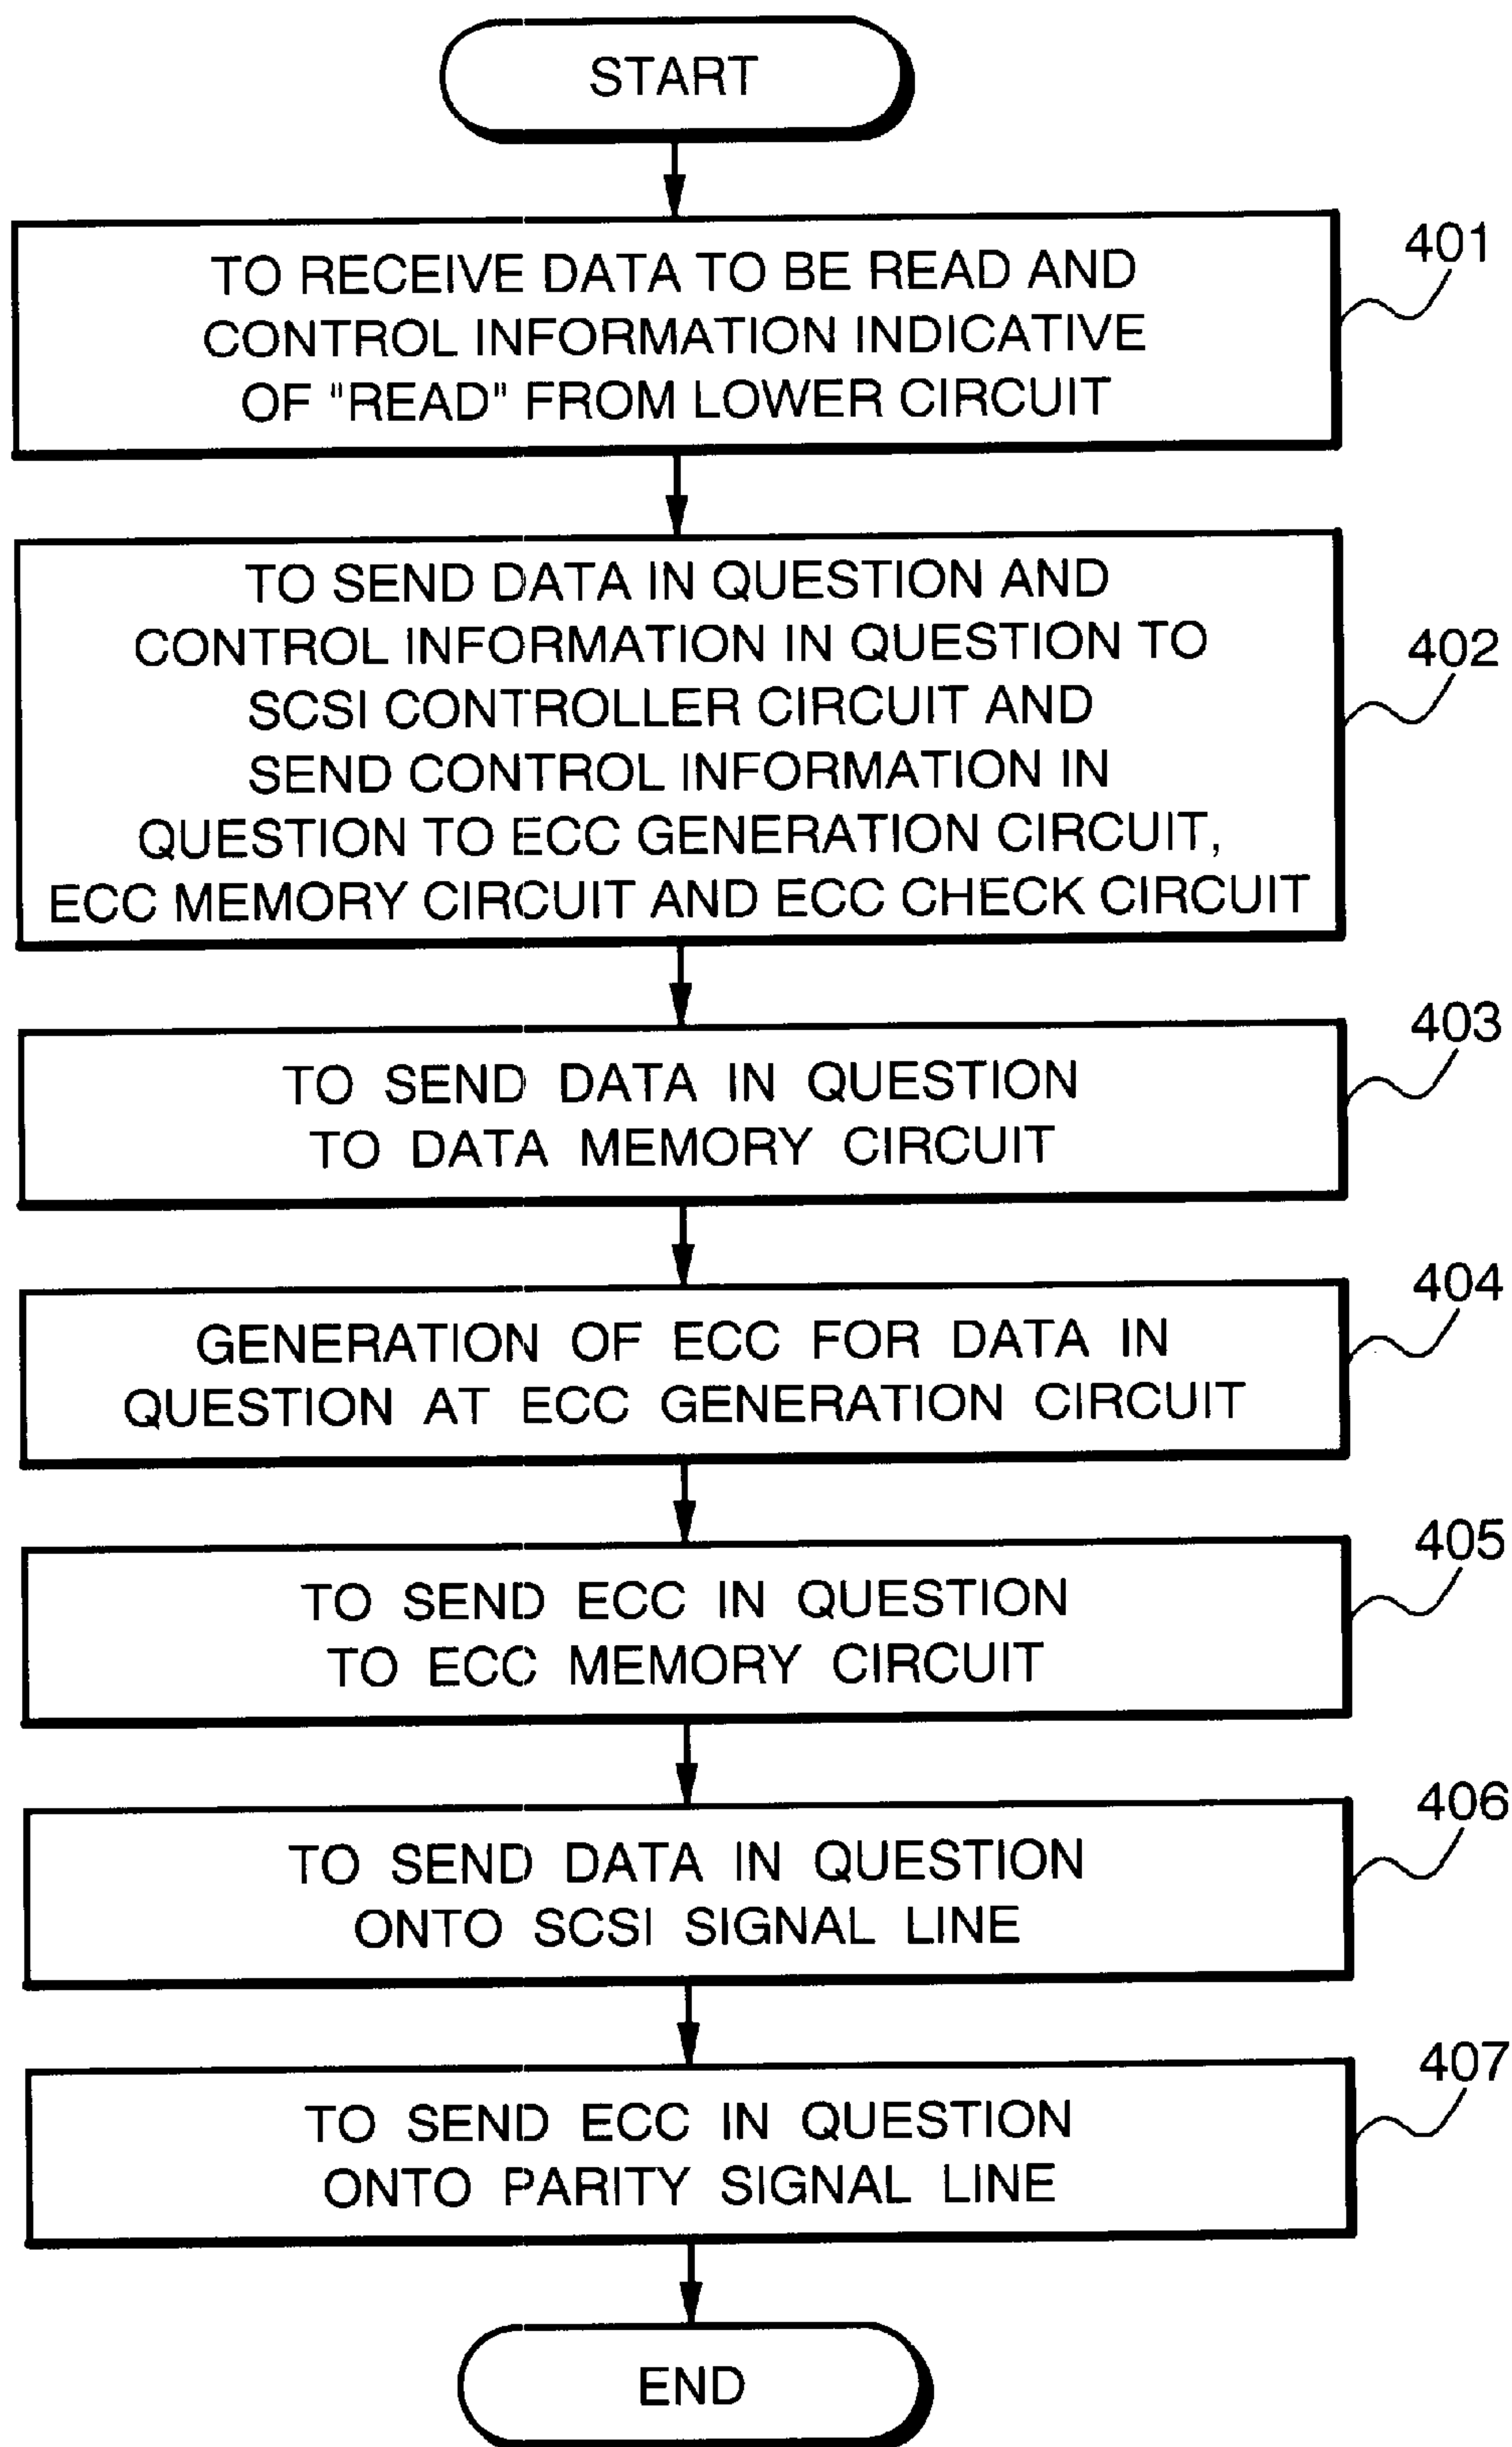 START
TO RECEIVE DATA TO BE READ AND
CONTROL INFORMATION INDICATIVE
OF "READ" FROM LOWER CIRCUIT
401
TO SEND DATA IN QUESTION AND
CONTROL INFORMATION IN QUESTION TO
SCSI CONTROLLER CIRCUIT AND
SEND CONTROL INFORMATION IN
QUESTION TO ECC GENERATION CIRCUIT,
ECC MEMORY CIRCUIT AND ECC CHECK CIRCUIT
402
TO SEND DATA IN QUESTION
TO DATA MEMORY CIRCUIT
403
GENERATION OF ECC FOR DATA IN
QUESTION AT ECC GENERATION CIRCUIT
404
TO SEND ECC IN QUESTION
TO ECC MEMORY CIRCUIT
405
TO SEND DATA IN QUESTION
ONTO SCSI SIGNAL LINE
406
TO SEND ECC IN QUESTION
ONTO PARITY SIGNAL LINE
407
END